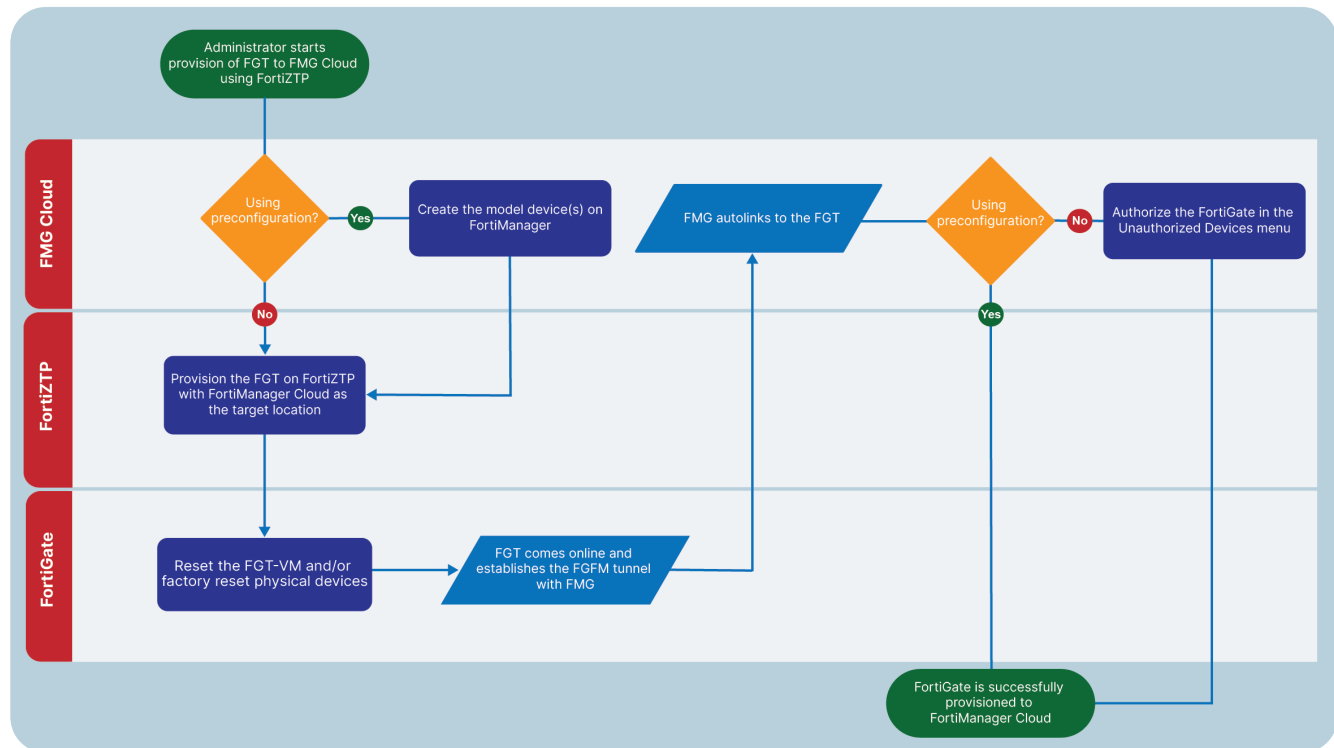 Administrator starts
provision of FGT to FMG Cloud
using FortiZTP
FMG Cloud
Using
preconfiguration?
Yes
Create the model device(s) on
FortiManager
FMG autolinks to the FGT
Using
preconfiguration?
No
Authorize the FortiGate in the
Unauthorized Devices menu
No
Yes
FortiZTP
Provision the FGT on FortiZTP
with FortiManager Cloud as
the target location
FortiGate
Reset the FGT-VM and/or
factory reset physical devices
FGT comes online and
establishes the FGFM tunnel
with FMG
FortiGate is successfully
provisioned to
FortiManager Cloud